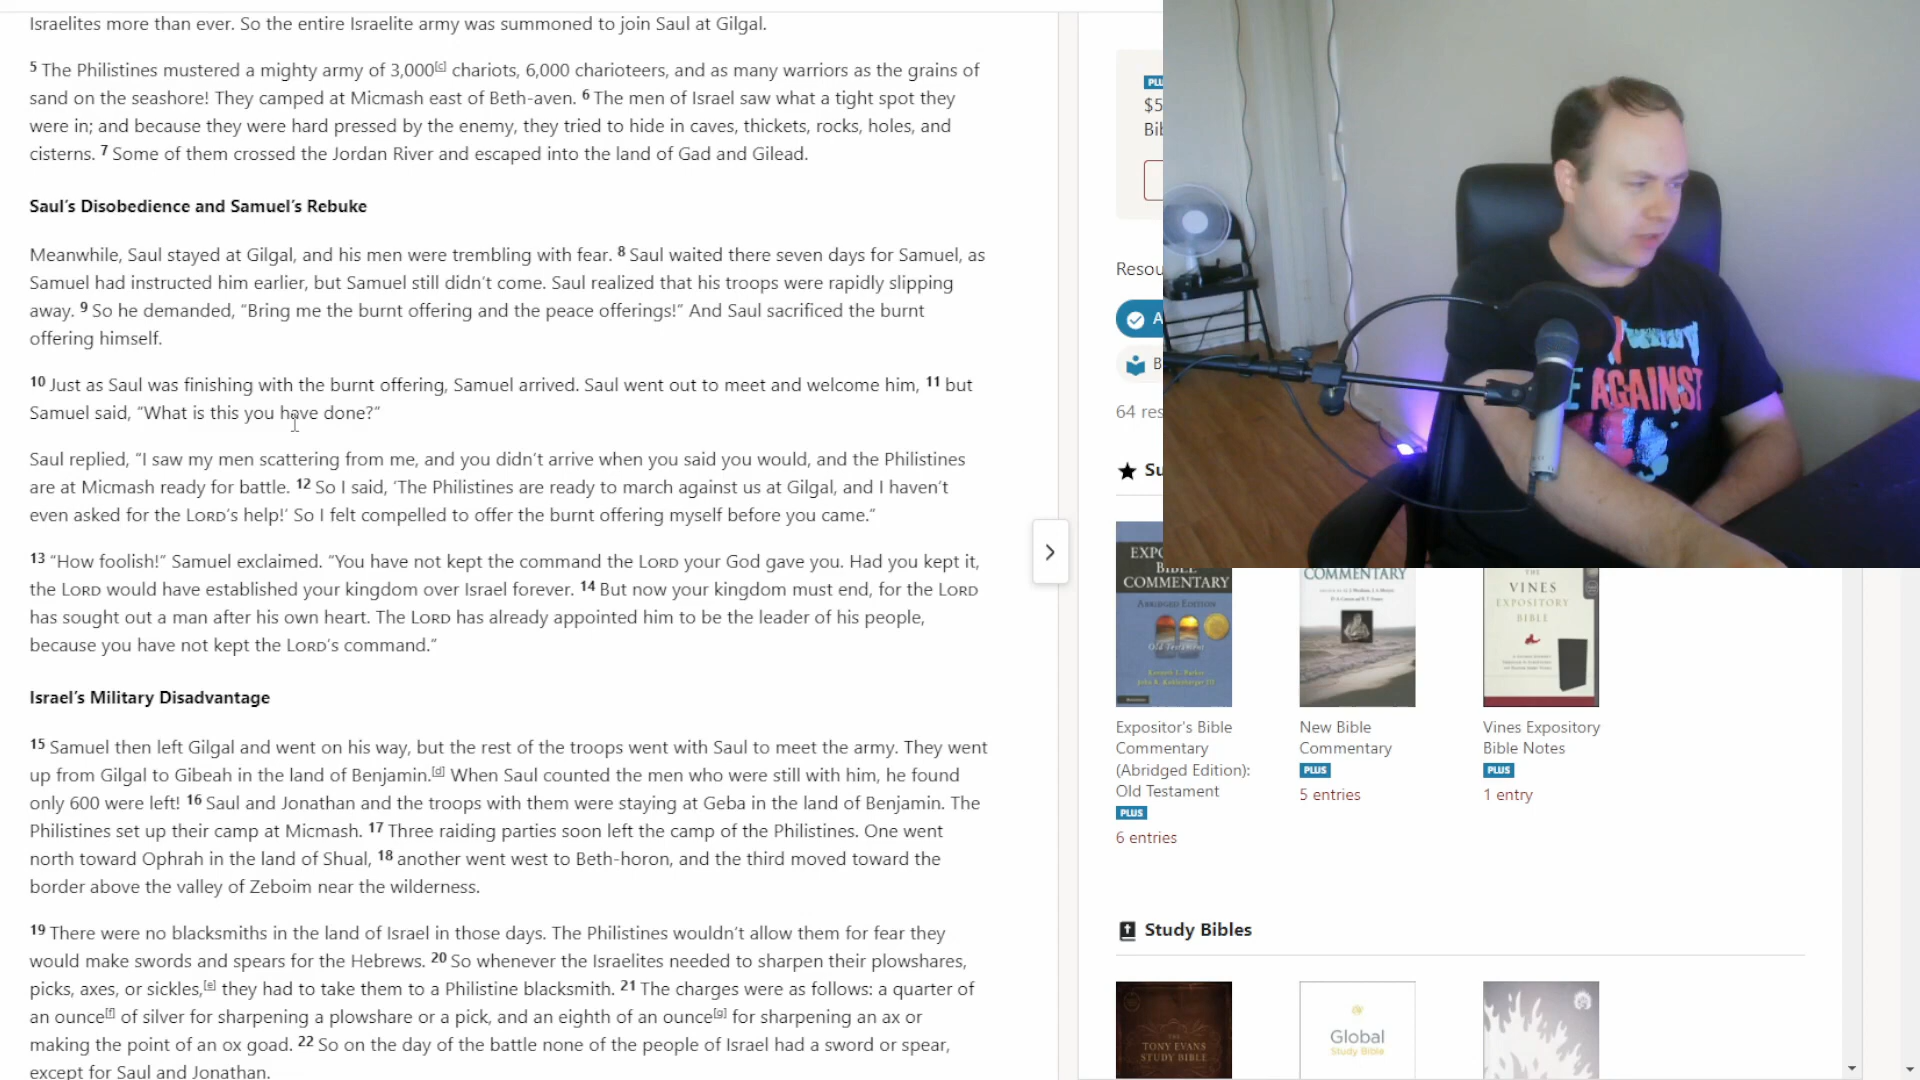 Israelites more than ever. So the entire Israelite army was summoned to join Saul at Gilgal.
5 The Philistines mustered a mighty army of 3,000[c] chariots, 6,000 charioteers, and as many warriors as the grains of
sand on the seashore! They camped at Micmash east of Beth-aven. 6 The men of Israel saw what a tight spot they
were in; and because they were hard pressed by the enemy, they tried to hide in caves, thickets, rocks, holes, and
cisterns. 7 Some of them crossed the Jordan River and escaped into the land of Gad and Gilead.
Saul’s Disobedience and Samuel’s Rebuke
Meanwhile, Saul stayed at Gilgal, and his men were trembling with fear. 8 Saul waited there seven days for Samuel, as
Samuel had instructed him earlier, but Samuel still didn’t come. Saul realized that his troops were rapidly slipping
away. 9 So he demanded, “Bring me the burnt offering and the peace offerings!” And Saul sacrificed the burnt
offering himself.
10 Just as Saul was finishing with the burnt offering, Samuel arrived. Saul went out to meet and welcome him, 11 but
Samuel said, “What is this you have done?”
Saul replied, “I saw my men scattering from me, and you didn’t arrive when you said you would, and the Philistines
are at Micmash ready for battle. 12 So I said, ‘The Philistines are ready to march against us at Gilgal, and I haven’t
even asked for the LORD’s help!’ So I felt compelled to offer the burnt offering myself before you came.”
13 “How foolish!” Samuel exclaimed. “You have not kept the command the LORD your God gave you. Had you kept it,
the LORD would have established your kingdom over Israel forever. 14 But now your kingdom must end, for the LORD
has sought out a man after his own heart. The LORD has already appointed him to be the leader of his people,
because you have not kept the LORD’s command.”
Israel’s Military Disadvantage
15 Samuel then left Gilgal and went on his way, but the rest of the troops went with Saul to meet the army. They went
up from Gilgal to Gibeah in the land of Benjamin.[d] When Saul counted the men who were still with him, he found
only 600 were left! 16 Saul and Jonathan and the troops with them were staying at Geba in the land of Benjamin. The
Philistines set up their camp at Micmash. 17 Three raiding parties soon left the camp of the Philistines. One went
north toward Ophrah in the land of Shual, 18 another went west to Beth-horon, and the third moved toward the
border above the valley of Zeboim near the wilderness.
19 There were no blacksmiths in the land of Israel in those days. The Philistines wouldn’t allow them for fear they
would make swords and spears for the Hebrews. 20 So whenever the Israelites needed to sharpen their plowshares,
picks, axes, or sickles,[e] they had to take them to a Philistine blacksmith. 21 The charges were as follows: a quarter of
an ounce[f] of silver for sharpening a plowshare or a pick, and an eighth of an ounce[g] for sharpening an ax or
making the point of an ox goad. 22 So on the day of the battle none of the people of Israel had a sword or spear,
except for Saul and Jonathan.
PLU
$5
Bib
Resou
A
B
64 res
Su
AGAINST
EXPO
BIBLE
COMMENTARY
ABRIDGED EDITION
Old Testament
COMMENTARY
THE
VINES
EXPOSITORY
BIBLE
Expositor's Bible
Commentary
(Abridged Edition):
Old Testament
PLUS
6 entries
New Bible
Commentary
PLUS
5 entries
Vines Expository
Bible Notes
PLUS
1 entry
Study Bibles
THE
TONY EVANS
STUDY BIBLE
Global
Study Bible